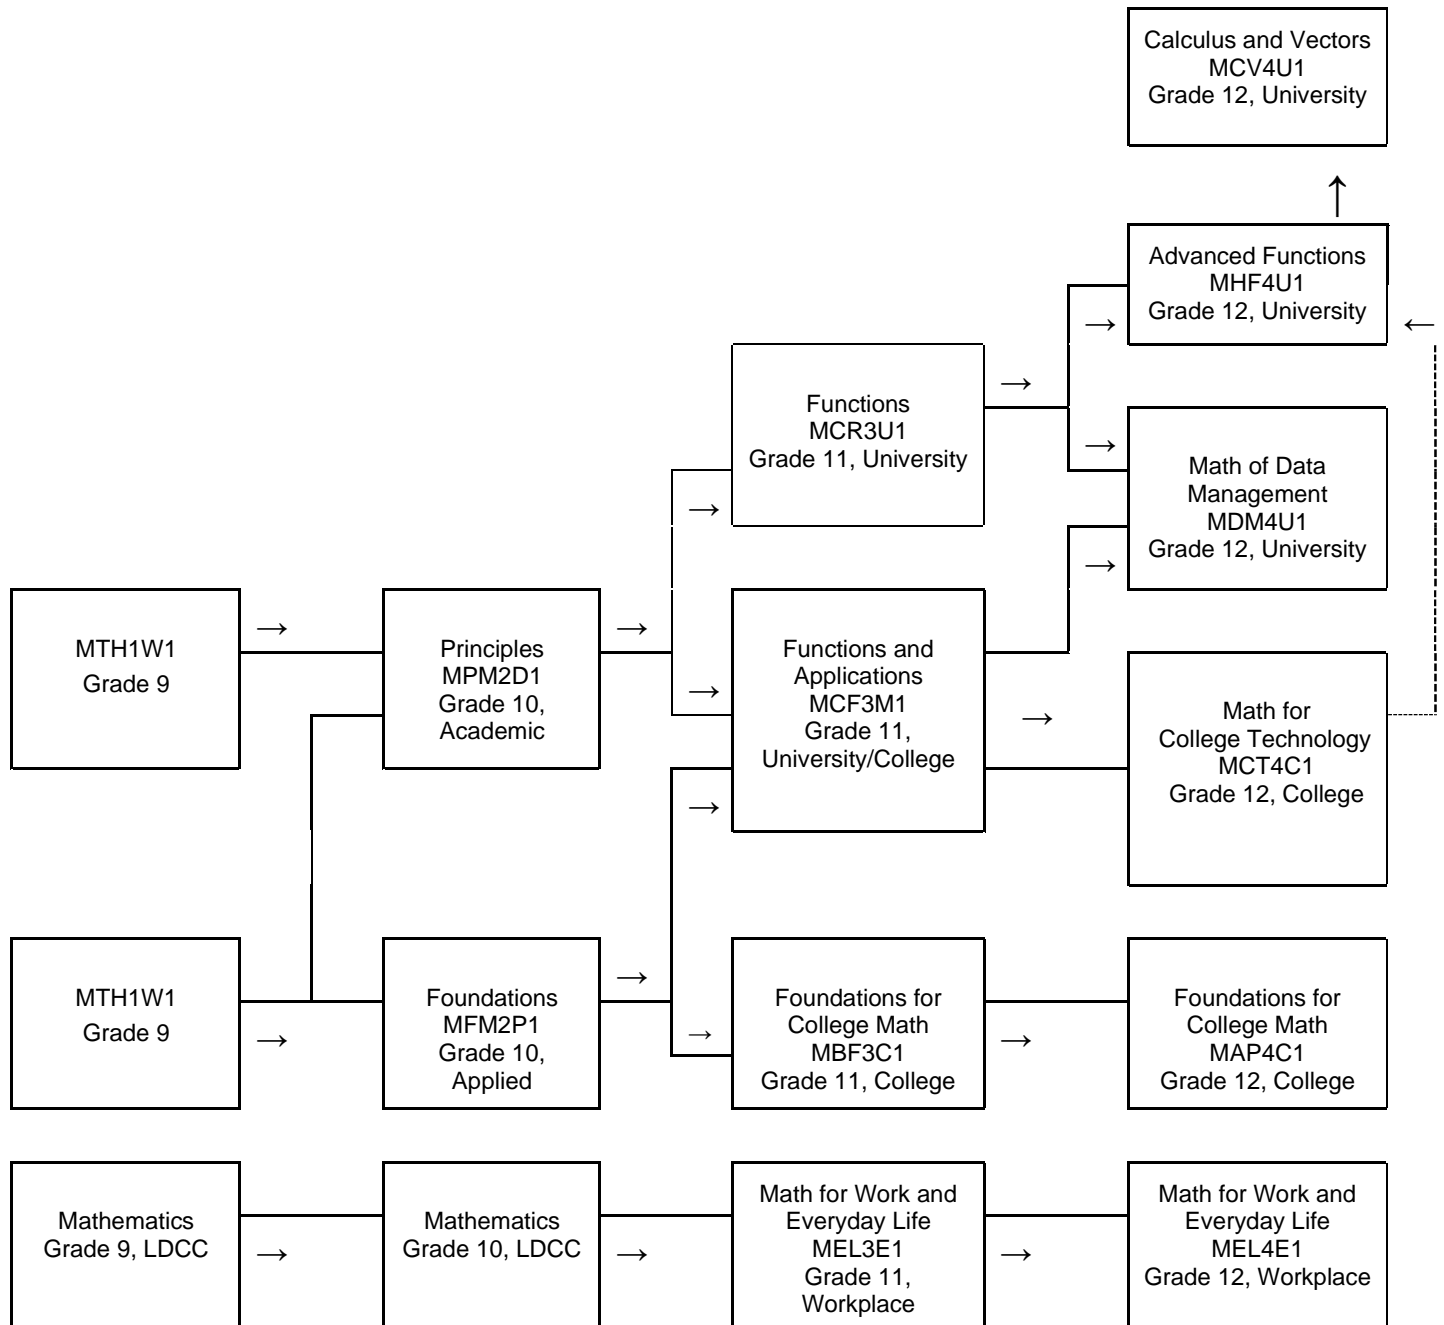 Calculus and Vectors
MCV4U1
Grade 12, University
↑
Advanced Functions
MHF4U1
Grade 12, University
→
←
Functions
MCR3U1
Grade 11, University
→
→
Math of Data
Management
MDM4U1
Grade 12, University
→
→
MTH1W1
Grade 9
→
Principles
MPM2D1
Grade 10,
Academic
→
Functions and
Applications
MCF3M1
Grade 11,
University/College
→
→
→
Math for
College Technology
MCT4C1
Grade 12, College
MTH1W1
Grade 9
→
Foundations
MFM2P1
Grade 10,
Applied
→
→
Foundations for
College Math
MBF3C1
Grade 11, College
→
Foundations for
College Math
MAP4C1
Grade 12, College
Mathematics
Grade 9, LDCC
→
Mathematics
Grade 10, LDCC
→
Math for Work and
Everyday Life
MEL3E1
Grade 11,
Workplace
→
Math for Work and
Everyday Life
MEL4E1
Grade 12, Workplace